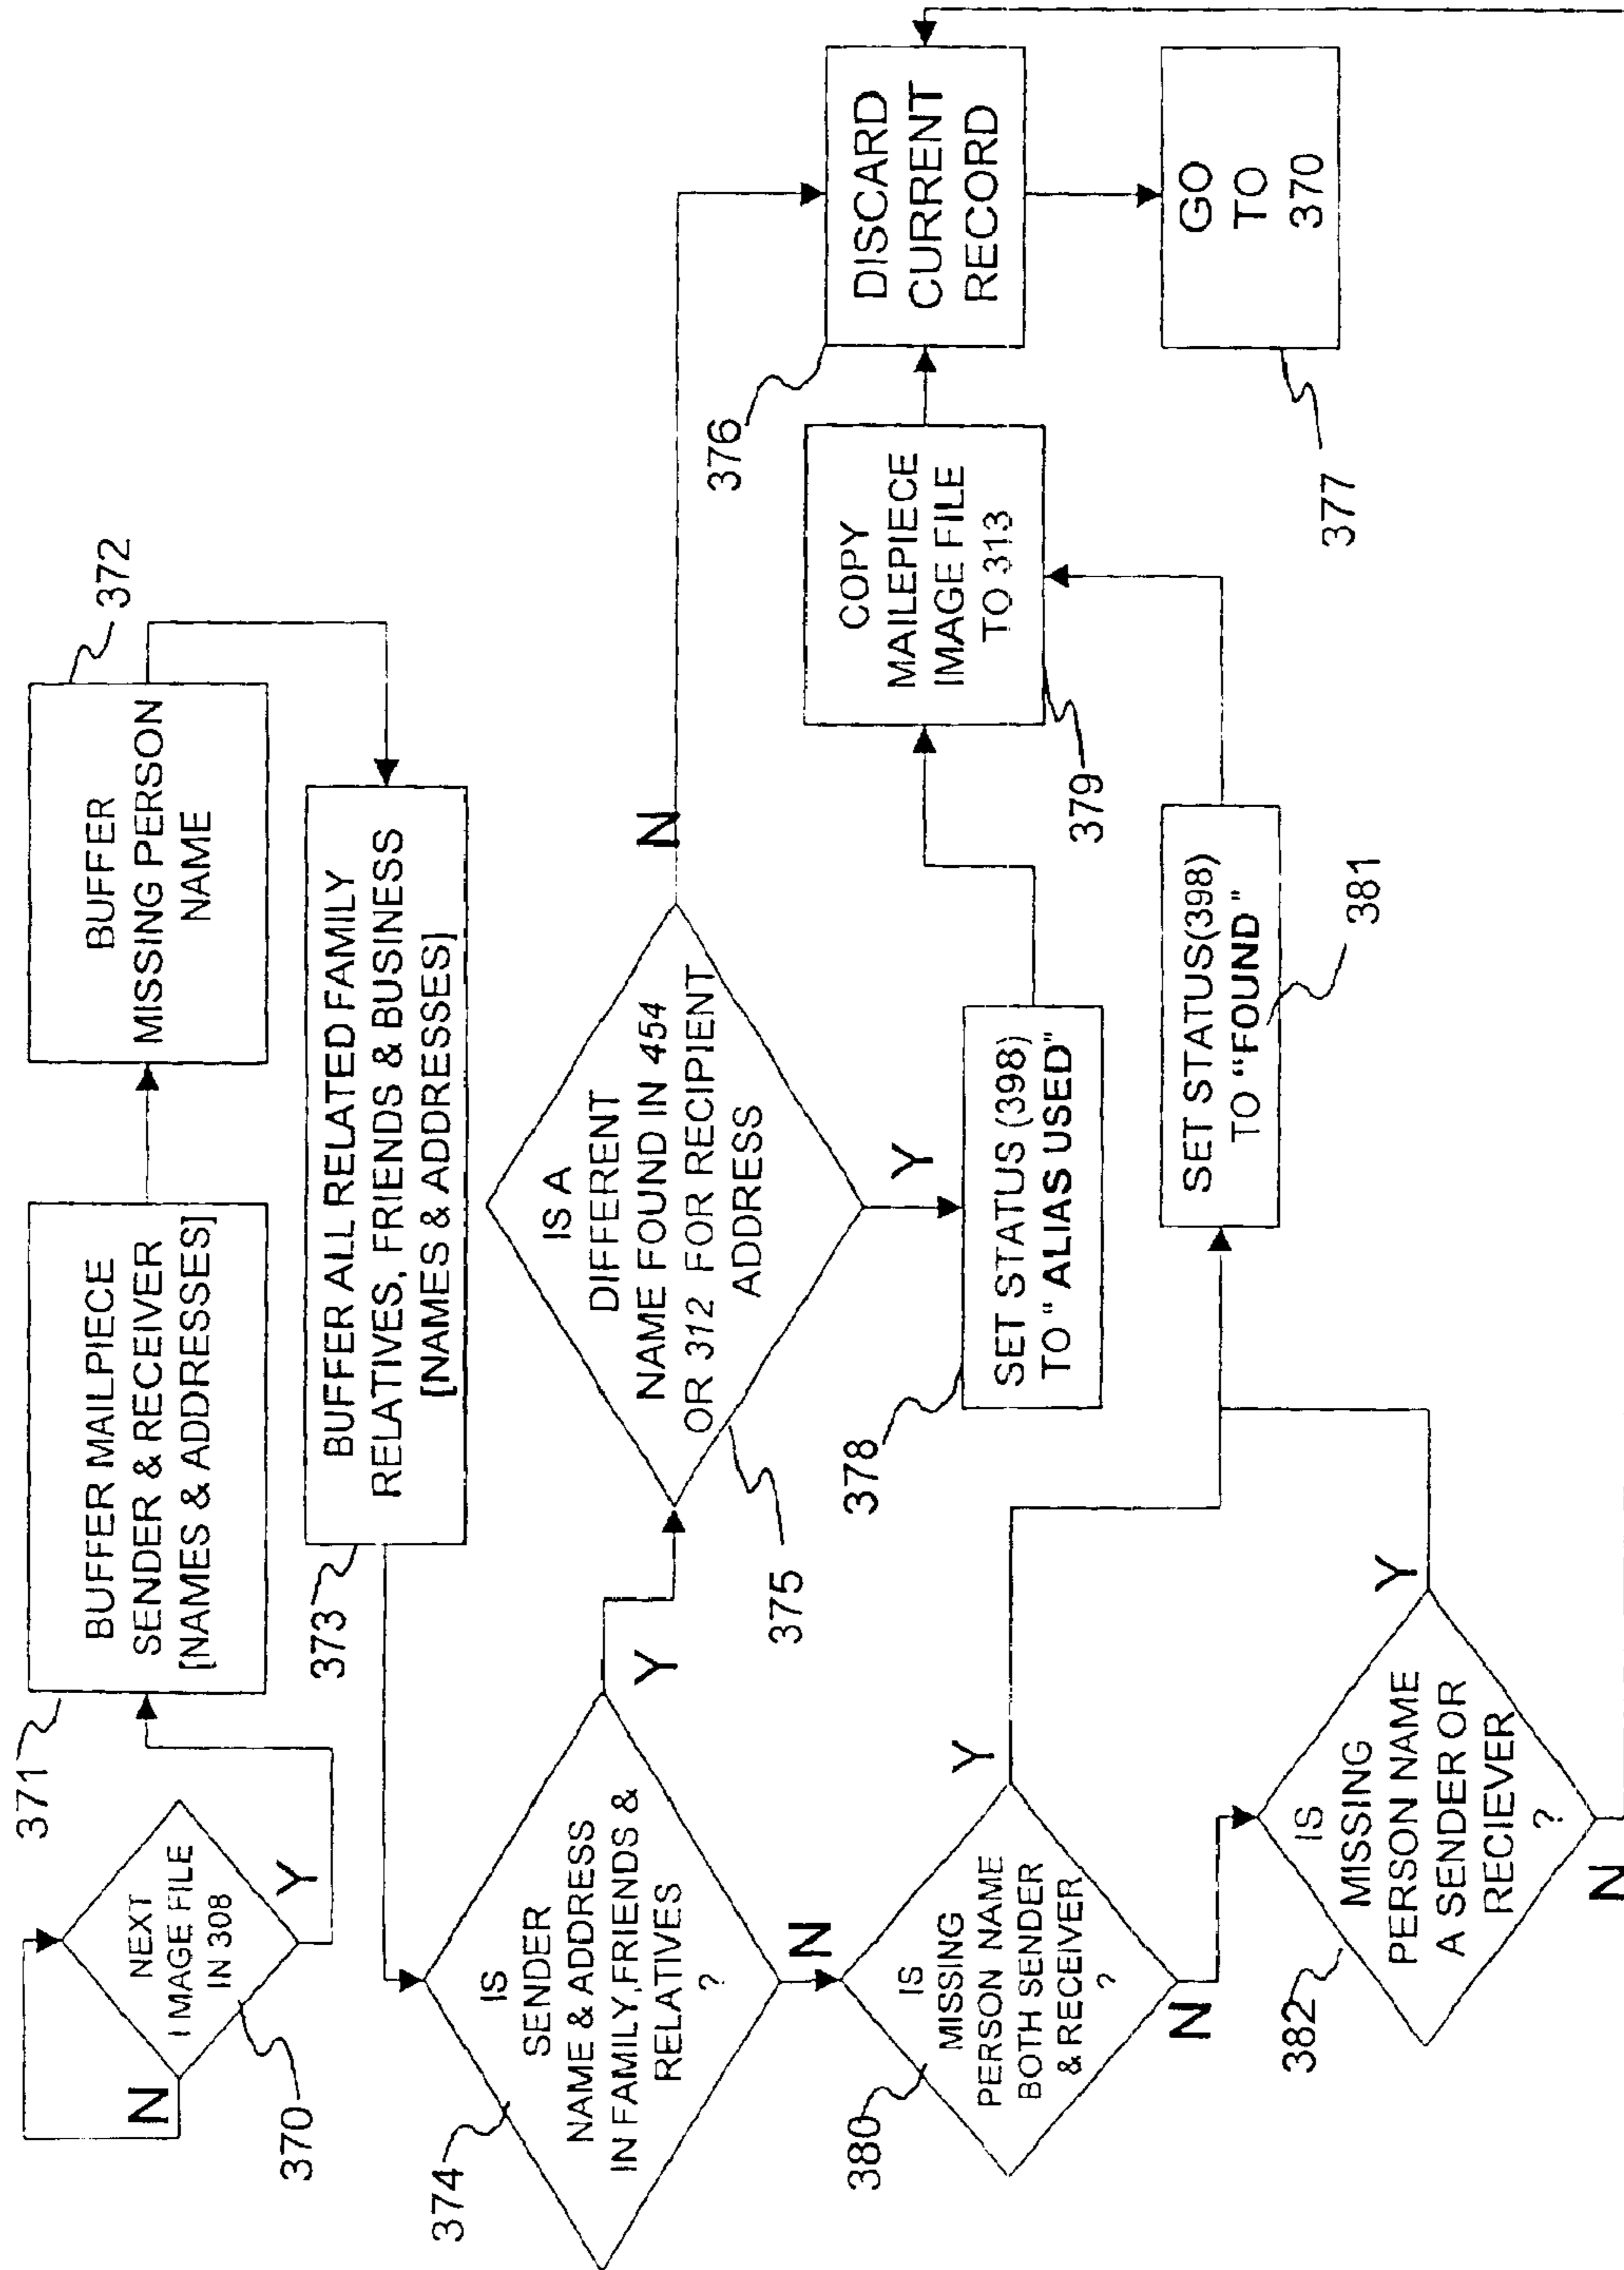 370
NEXT
IMAGE FILE
IN 308
N
Y
371
BUFFER MAILPIECE
SENDER & RECEIVER
[NAMES & ADDRESSES]
372
BUFFER
MISSING PERSON
NAME
373
BUFFER ALL RELATED FAMILY
RELATIVES, FRIENDS & BUSINESS
[NAMES & ADDRESSES]
374
IS
SENDER
NAME & ADDRESS
IN FAMILY,FRIENDS &
RELATIVES
?
Y
N
375
IS A
DIFFERENT
NAME FOUND IN 454
OR 312 FOR RECIPIENT
ADDRESS
N
Y
376
DISCARD
CURRENT
RECORD
377
GO
TO
370
378
SET STATUS (398)
TO " ALIAS USED"
379
COPY
MAILEPIECE
IMAGE FILE
TO 313
380
IS
MISSING
PERSON NAME
BOTH SENDER
& RECEIVER
?
Y
N
381
SET STATUS(398)
TO "FOUND"
382
IS
MISSING
PERSON NAME
A SENDER OR
RECIEVER
?
Y
N